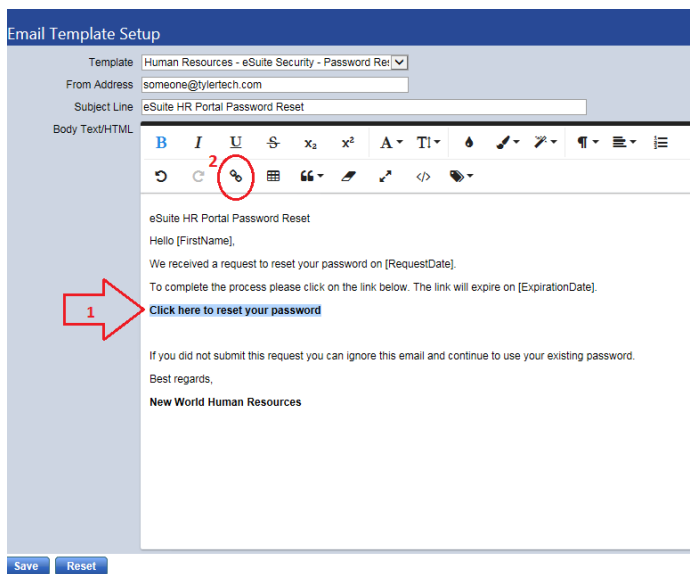 Email Template Setup
Template Human Resources - eSuite Security - Password Res
From Address someone@tylertech.com
Subject Line eSuite HR Portal Password Reset
Body Text/HTML
B I U S x₂ x² A T
2
eSuite HR Portal Password Reset
Hello [FirstName],
We received a request to reset your password on [RequestDate].
To complete the process please click on the link below. The link will expire on [ExpirationDate].
1 Click here to reset your password
If you did not submit this request you can ignore this email and continue to use your existing password.
Best regards,
New World Human Resources
Save Reset